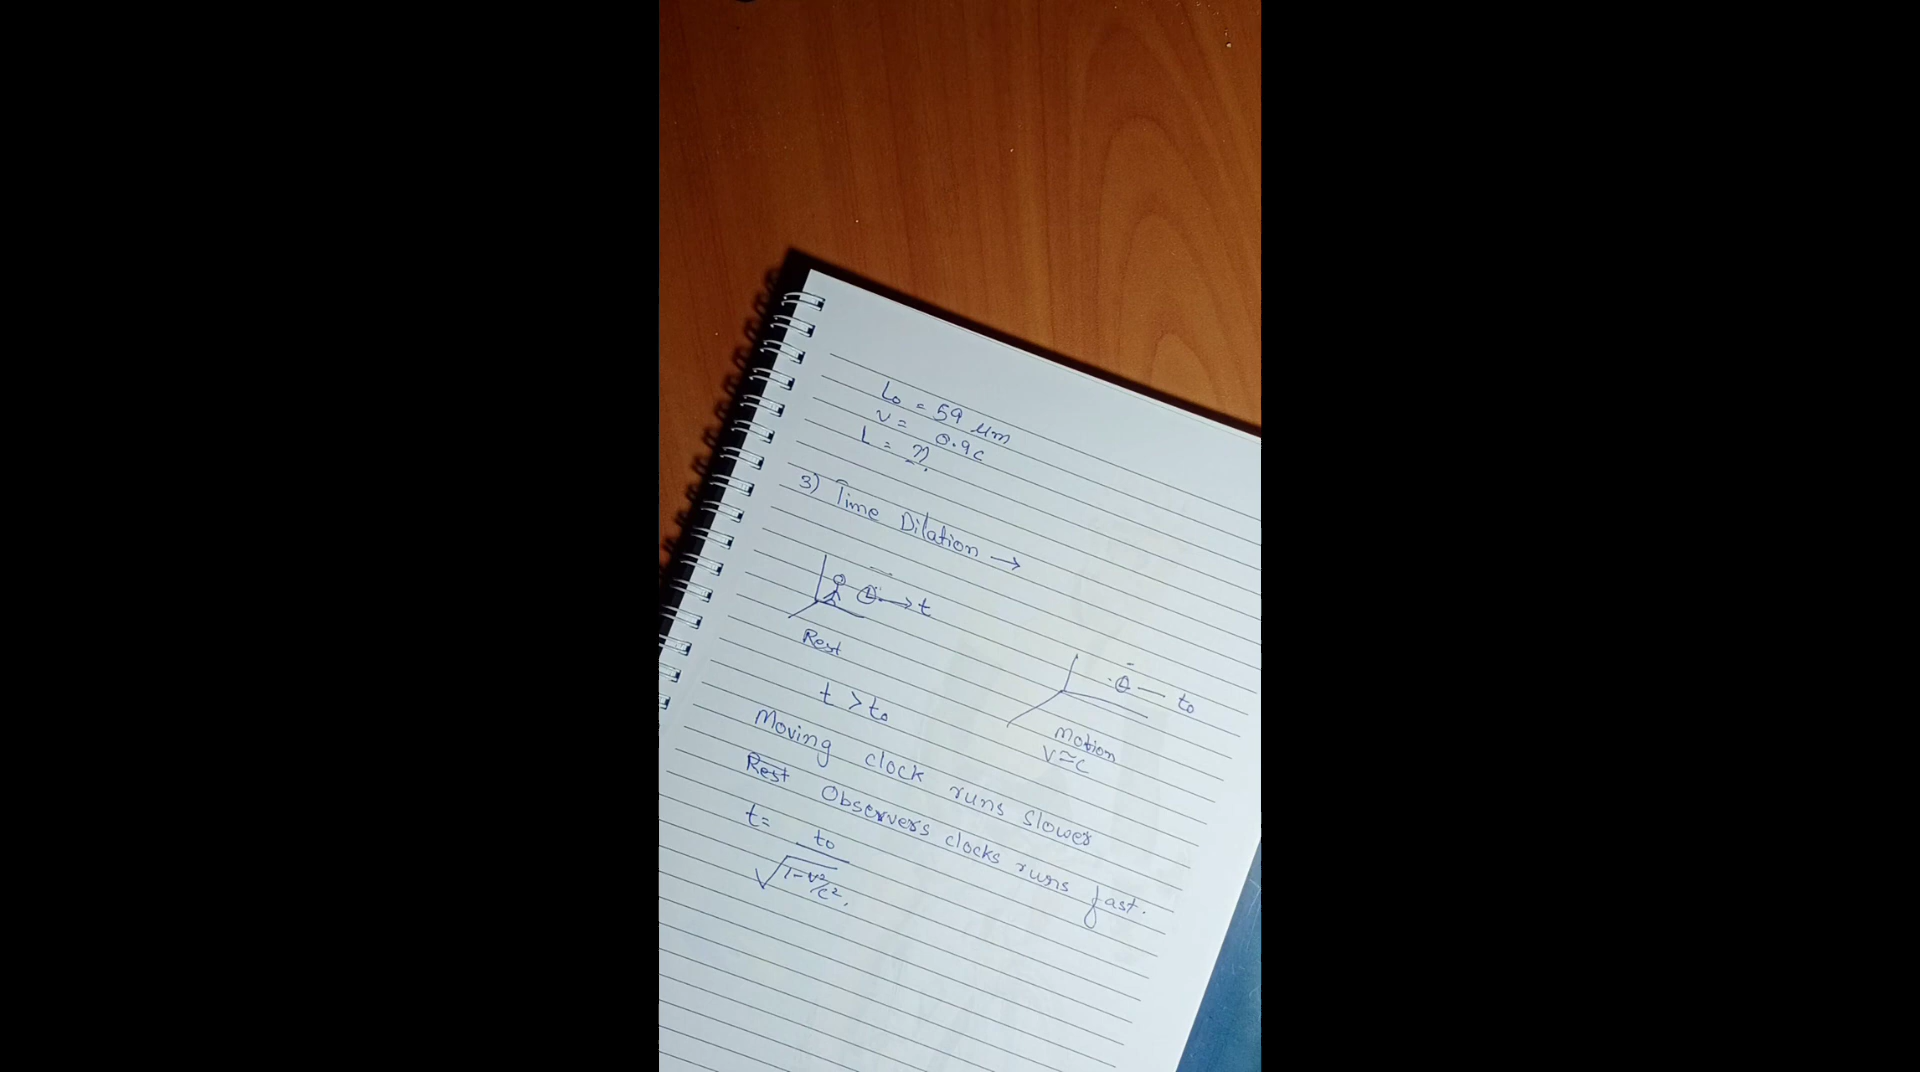 L₀ = 59 μm
v = 0.9c
L = ?
3) Time Dilation →
→ t
Rest
t₀
Motion
V≅c
t > t₀
Moving clock runs slower
Rest Observers clocks runs fast.
t = t₀
√1-v²/c².